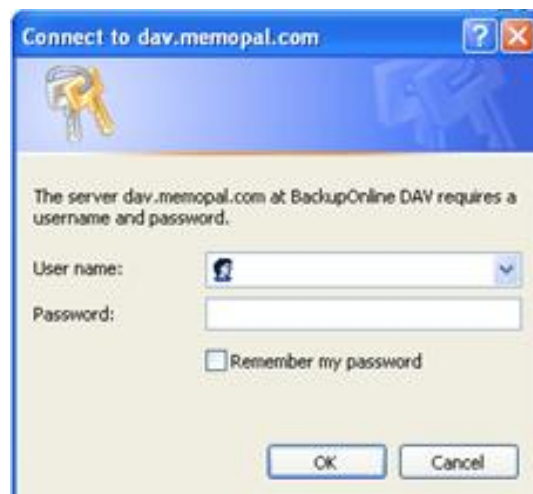 Connect to dav.memopal.com
The server dav.memopal.com at BackupOnline DAV requires a
username and password.
User name:
Password:
Remember my password
OK Cancel